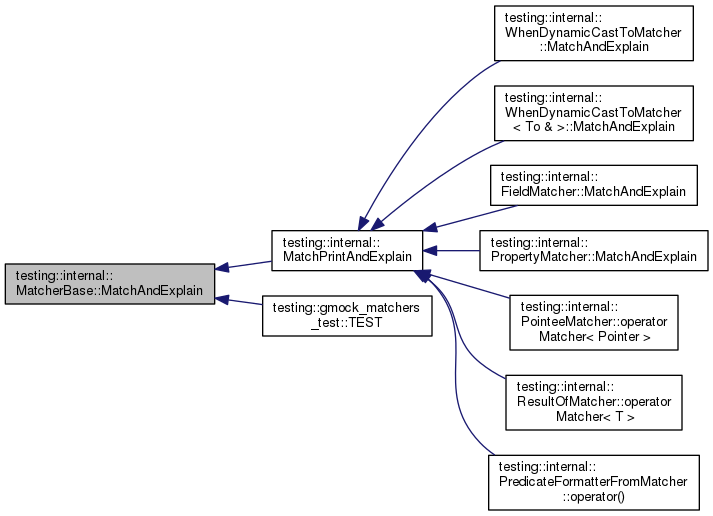 testing::internal::
WhenDynamicCastToMatcher
::MatchAndExplain
testing::internal::
WhenDynamicCastToMatcher
< To & >::MatchAndExplain
testing::internal::
FieldMatcher::MatchAndExplain
testing::internal::
MatchPrintAndExplain
testing::internal::
PropertyMatcher::MatchAndExplain
testing::internal::
MatcherBase::MatchAndExplain
testing::gmock_matchers
_test::TEST
testing::internal::
PointeeMatcher::operator
Matcher< Pointer >
testing::internal::
ResultOfMatcher::operator
Matcher< T >
testing::internal::
PredicateFormatterFromMatcher
::operator()